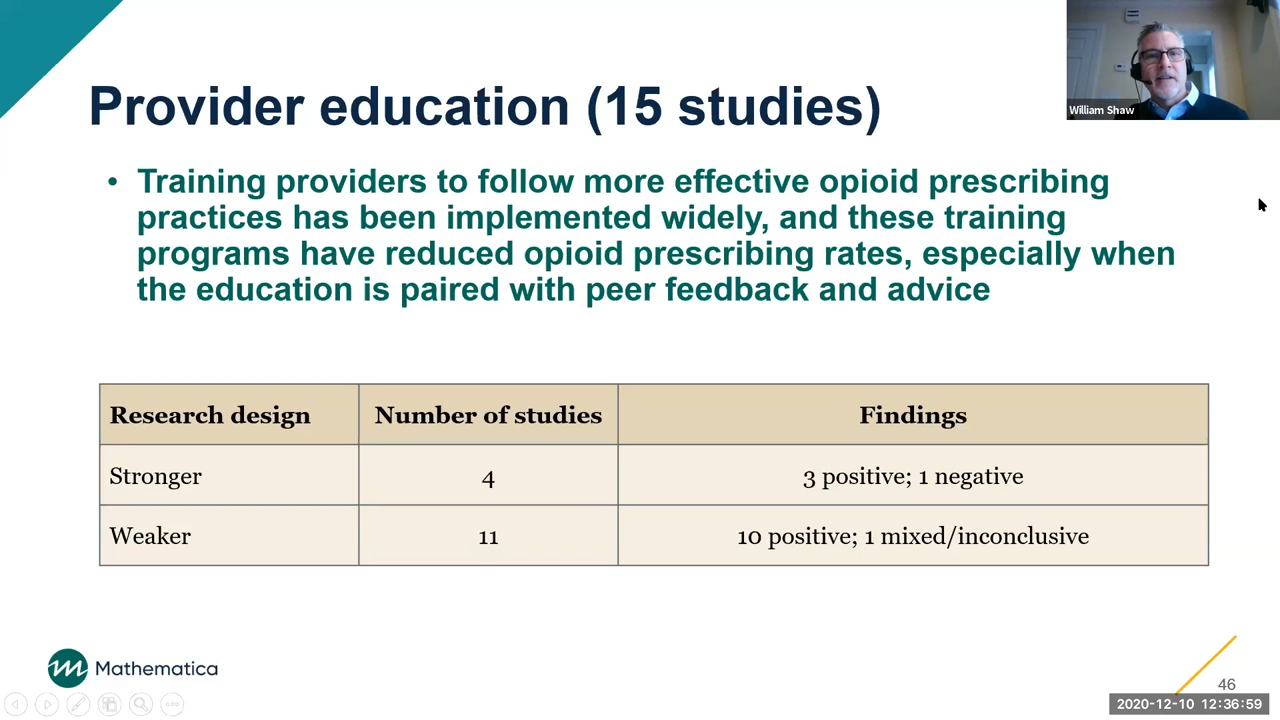 Provider education (15 studies)
William Shaw
• Training providers to follow more effective opioid prescribing
practices has been implemented widely, and these training
programs have reduced opioid prescribing rates, especially when
the education is paired with peer feedback and advice
Research design Number of studies Findings
Stronger 4 3 positive; 1 negative
Weaker 11 10 positive; 1 mixed/inconclusive
Mathematica
46
2020-12-10 12:36:59